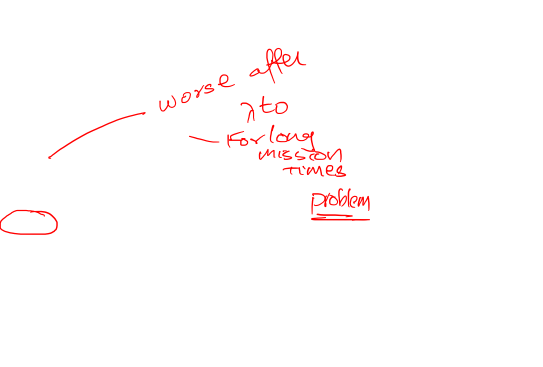 worse after
λto
— For long
mission
times
problem